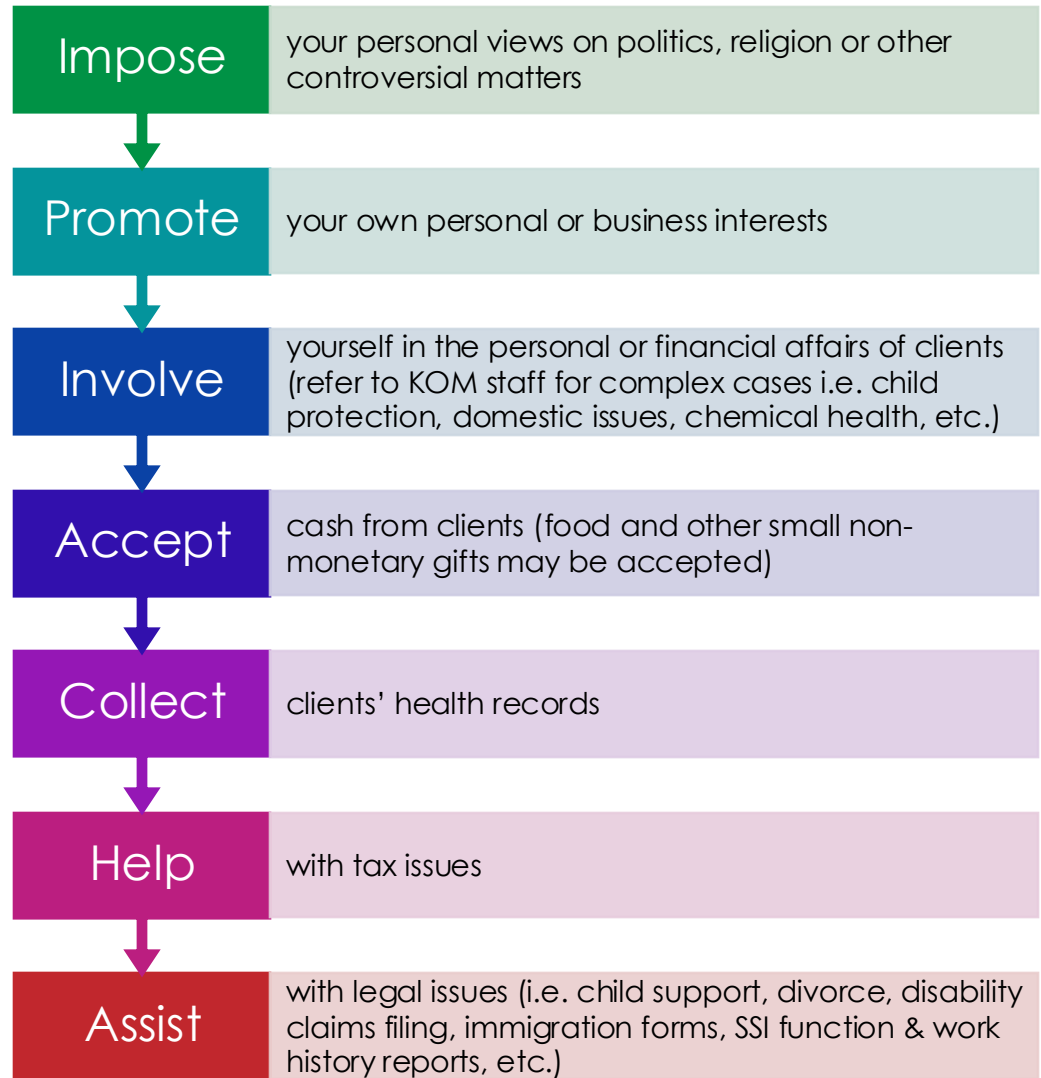 Impose
your personal views on politics, religion or other
controversial matters
Promote
your own personal or business interests
Involve
yourself in the personal or financial affairs of clients
(refer to KOM staff for complex cases i.e. child
protection, domestic issues, chemical health, etc.)
Accept
cash from clients (food and other small non-
monetary gifts may be accepted)
Collect
clients’ health records
Help
with tax issues
Assist
with legal issues (i.e. child support, divorce, disability
claims filing, immigration forms, SSI function & work
history reports, etc.)